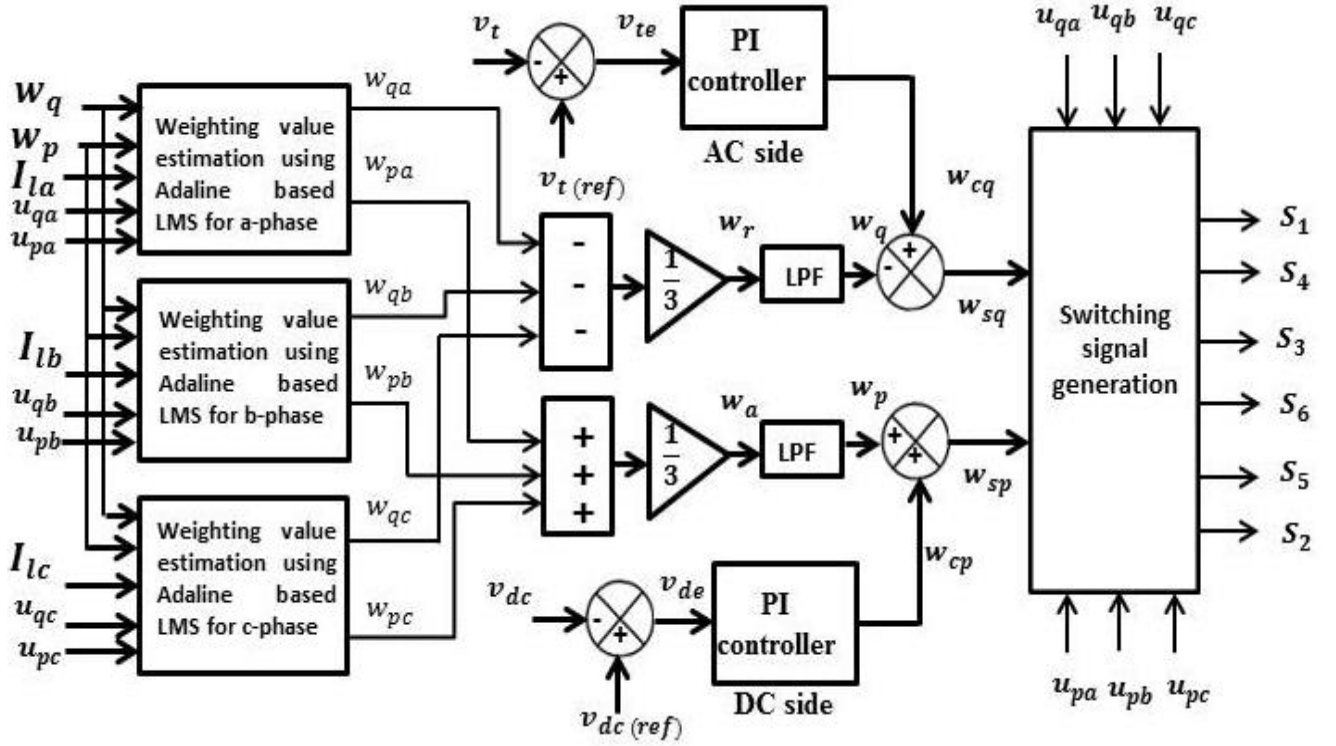 w_q
w_p
I_la
u_qa
u_pa
Weighting value
estimation using
Adaline based
LMS for a-phase
w_qa
w_pa
I_lb
u_qb
u_pb
Weighting value
estimation using
Adaline based
LMS for b-phase
w_qb
w_pb
I_lc
u_qc
u_pc
Weighting value
estimation using
Adaline based
LMS for c-phase
w_qc
w_pc
v_t
-
+
v_t (ref)
v_te
PI
controller
AC side
-
-
-
1
3
w_r
LPF
w_q
+
-
w_cq
w_sq
+
+
+
1
3
w_a
LPF
w_p
+
+
w_sp
w_cp
v_dc
-
+
v_dc (ref)
v_de
PI
controller
DC side
u_qa u_qb u_qc
Switching
signal
generation
u_pa u_pb u_pc
S_1
S_4
S_3
S_6
S_5
S_2